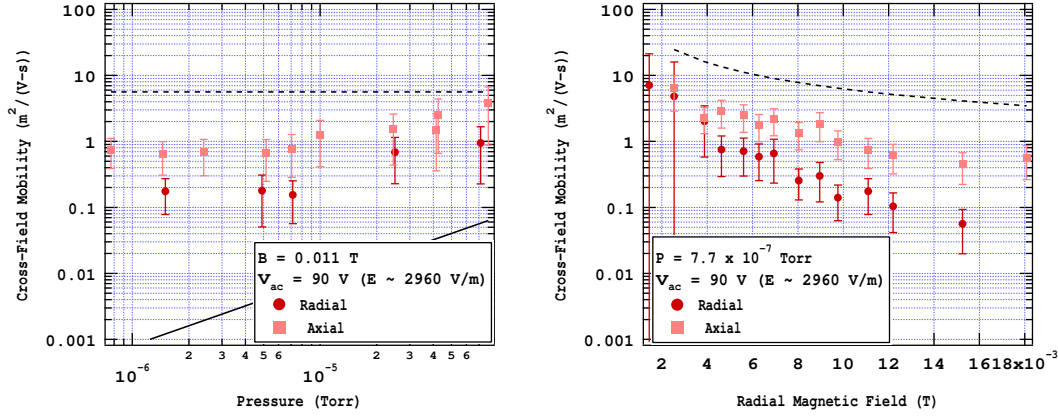 100
10
1
0.1
0.01
0.001
Cross-Field Mobility (m²/(V-s))
B = 0.011 T
V_ac = 90 V (E ~ 2960 V/m)
Radial
Axial
2 3 4 5 6 2 3 4 5 6
10⁻⁶ 10⁻⁵
Pressure (Torr)
100
10
1
0.1
0.01
0.001
Cross-Field Mobility (m²/(V-s))
P = 7.7 x 10⁻⁷ Torr
V_ac = 90 V (E ~ 2960 V/m)
Radial
Axial
2 4 6 8 10 12 14 1618x10⁻³
Radial Magnetic Field (T)